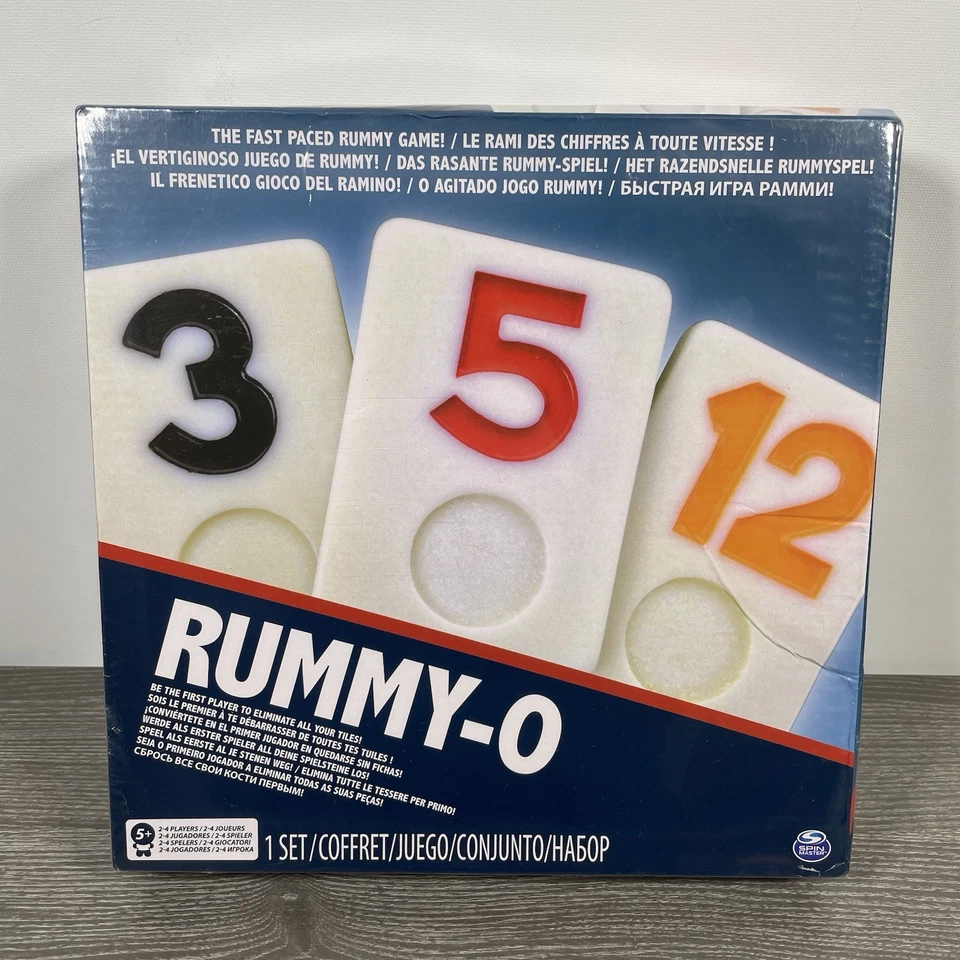 THE FAST PACED RUMMY GAME! / LE RAMI DES CHIFFRES À TOUTE VITESSE !
¡EL VERTIGINOSO JUEGO DE RUMMY! / DAS RASANTE RUMMY-SPIEL! / HET RAZENDSNELLE RUMMYSPEL!
IL FRENETICO GIOCO DEL RAMINO! / O AGITADO JOGO RUMMY! / БЫСТРАЯ ИГРА РАММИ!
3
5
12
RUMMY-O
BE THE FIRST PLAYER TO ELIMINATE ALL YOUR TILES!
SOIS LE PREMIER À TE DÉBARRASSER DE TOUTES TES TUILES !
¡CONVIÉRTETE EN EL PRIMER JUGADOR EN QUEDARSE SIN FICHAS!
WERDE ALS ERSTER SPIELER ALL DEINE SPIELSTEINE LOS!
SPEEL ALS EERSTE AL JE STENEN WEG! / ELIMINA TUTTE LE TESSERE PER PRIMO!
SEJA O PRIMEIRO JOGADOR A ELIMINAR TODAS AS SUAS PEÇAS!
СБРОСЬ ВСЕ СВОИ КОСТИ ПЕРВЫМ!
5+
2-4 PLAYERS / 2-4 JOUEURS
2-4 JUGADORES / 2-4 SPIELER
2-4 SPELERS / 2-4 GIOCATORI
2-4 JOGADORES / 2-4 ИГРОКА
1 SET/COFFRET/JUEGO/CONJUNTO/НАБОР
SPIN
MASTER